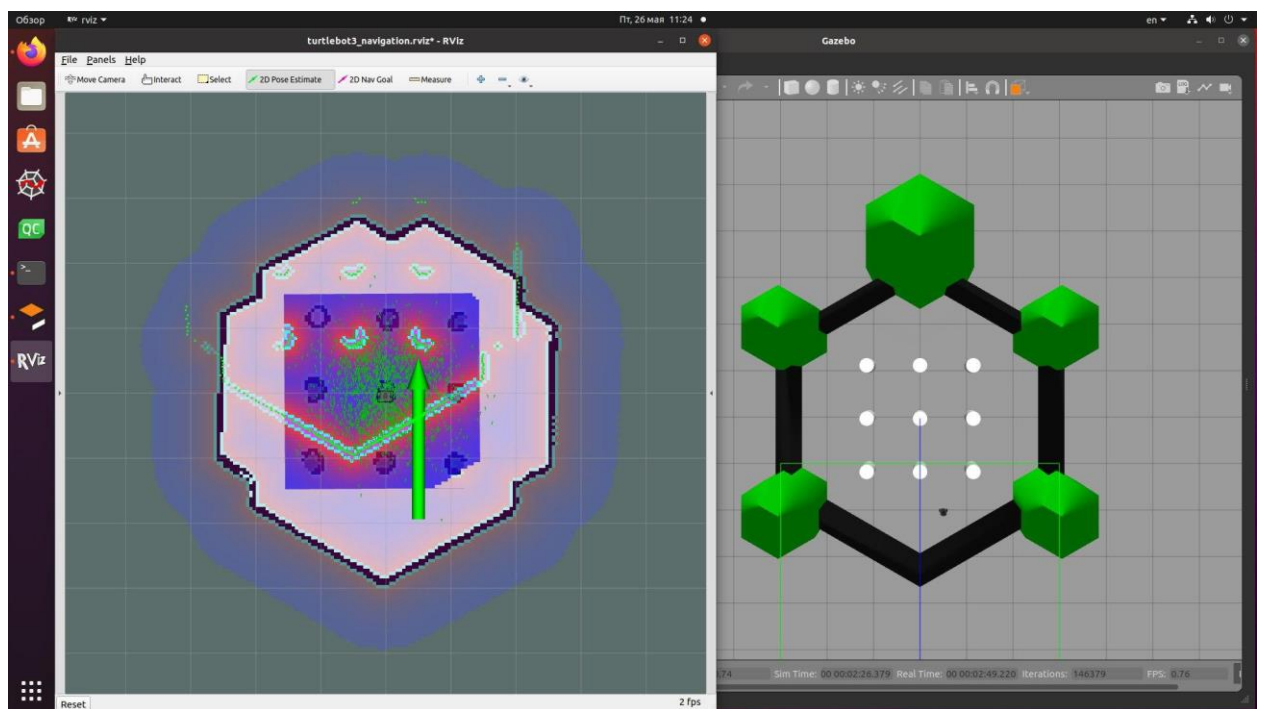 Обзор RViz rviz Пт, 26 мая 11:24 en
turtlebot3_navigation.rviz* - RViz
Gazebo
File Panels Help
Move Camera Interact Select 2D Pose Estimate 2D Nav Goal Measure
QC
>_
RViz
.74 Sim Time: 00 00:02:26.379 Real Time: 00 00:02:49.220 Iterations: 146379 FPS: 0.76
Reset 2 fps